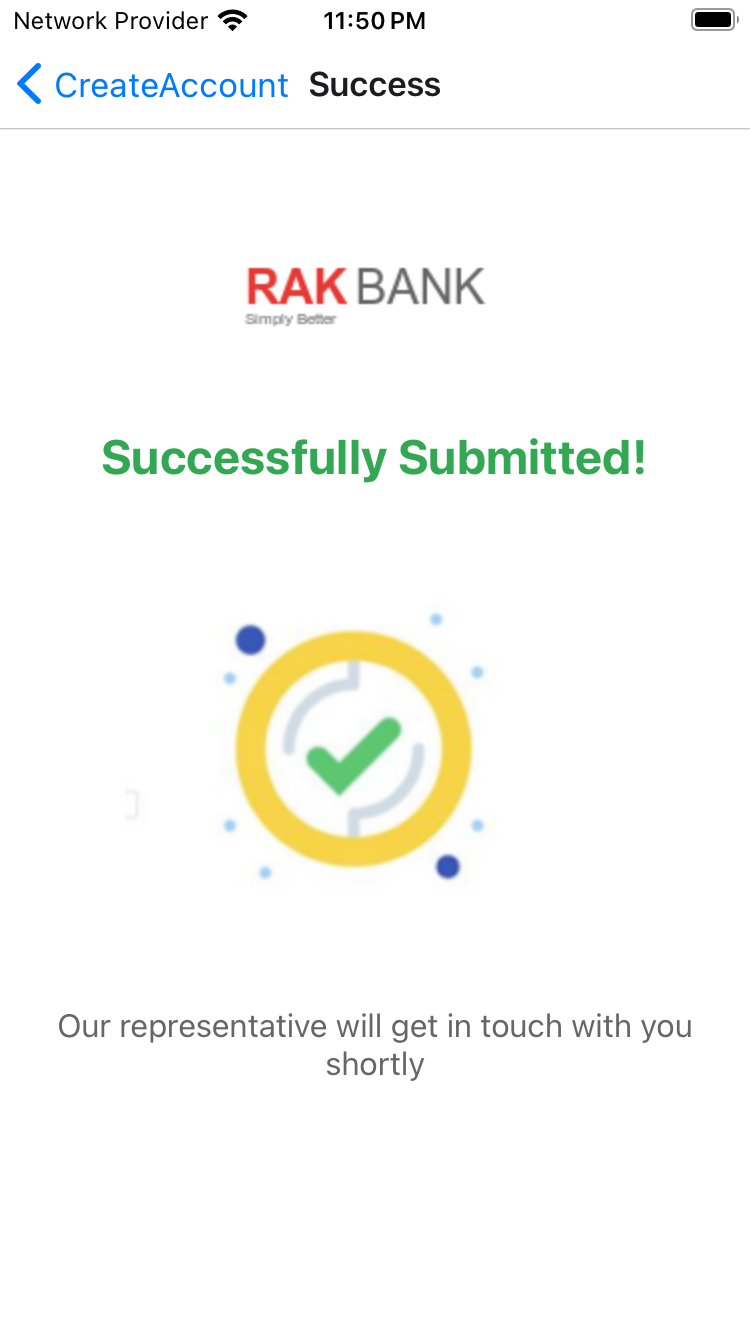 Network Provider 11:50 PM
CreateAccount Success
RAK BANK
Simply Better
Successfully Submitted!
Our representative will get in touch with you
shortly